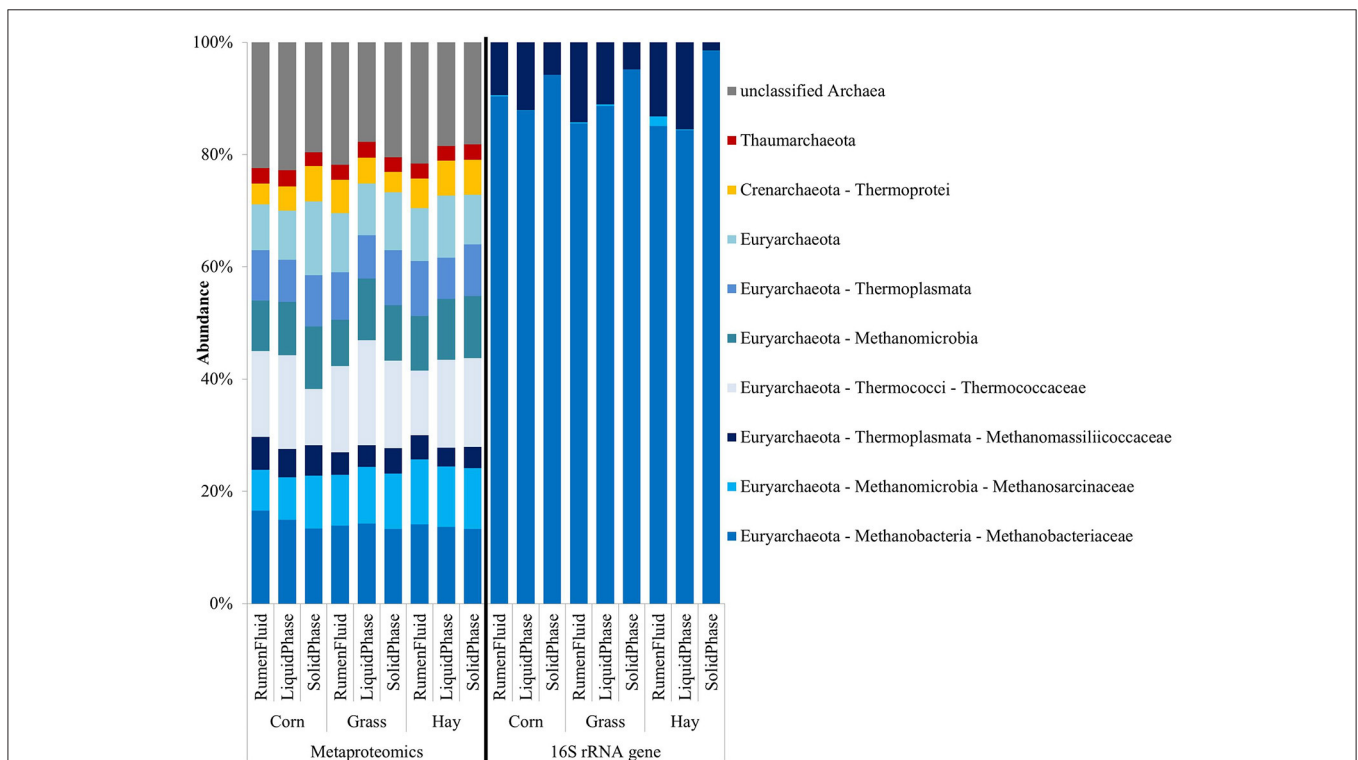 100%
80%
60%
40%
20%
0%
Abundance
unclassified Archaea
Thaumarchaeota
Crenarchaeota - Thermoprotei
Euryarchaeota
Euryarchaeota - Thermoplasmata
Euryarchaeota - Methanomicrobia
Euryarchaeota - Thermococci - Thermococcaceae
Euryarchaeota - Thermoplasmata - Methanomassiliicoccaceae
Euryarchaeota - Methanomicrobia - Methanosarcinaceae
Euryarchaeota - Methanobacteria - Methanobacteriaceae
RumenFluid
LiquidPhase
SolidPhase
RumenFluid
LiquidPhase
SolidPhase
RumenFluid
LiquidPhase
SolidPhase
RumenFluid
LiquidPhase
SolidPhase
RumenFluid
LiquidPhase
SolidPhase
RumenFluid
LiquidPhase
SolidPhase
Corn Grass Hay Corn Grass Hay
Metaproteomics 16S rRNA gene